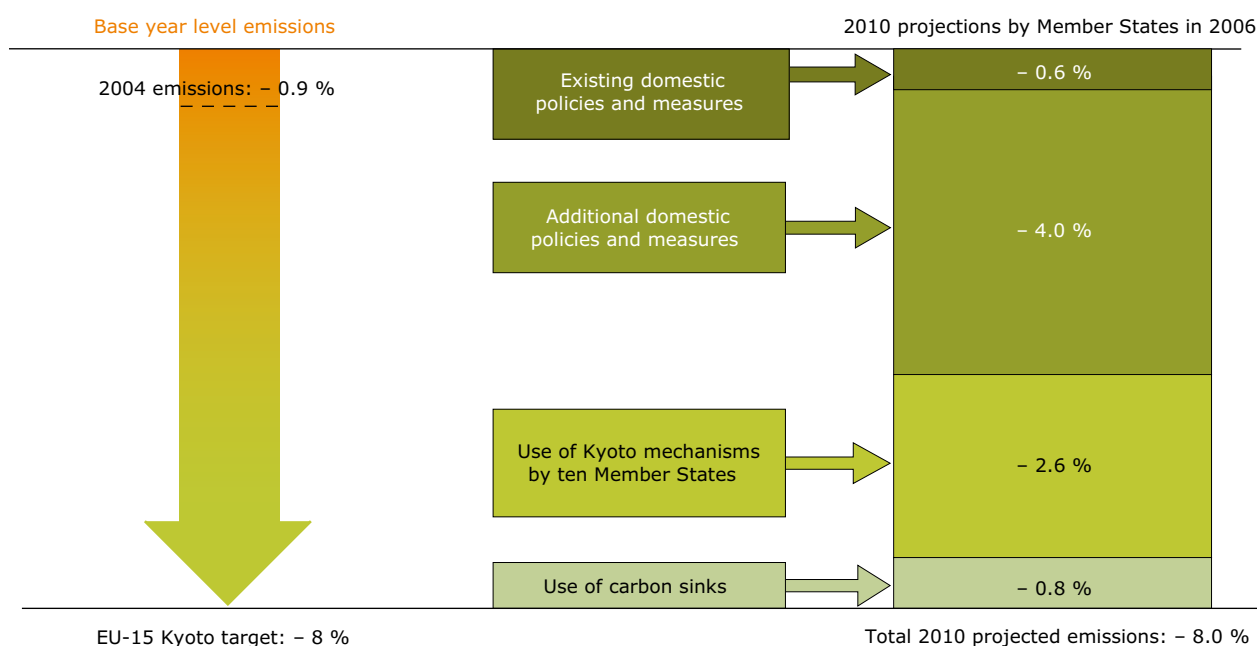 Base year level emissions
2010 projections by Member States in 2006
2004 emissions: – 0.9 %
Existing domestic
policies and measures
– 0.6 %
Additional domestic
policies and measures
– 4.0 %
Use of Kyoto mechanisms
by ten Member States
– 2.6 %
Use of carbon sinks
– 0.8 %
EU-15 Kyoto target: – 8 %
Total 2010 projected emissions: – 8.0 %